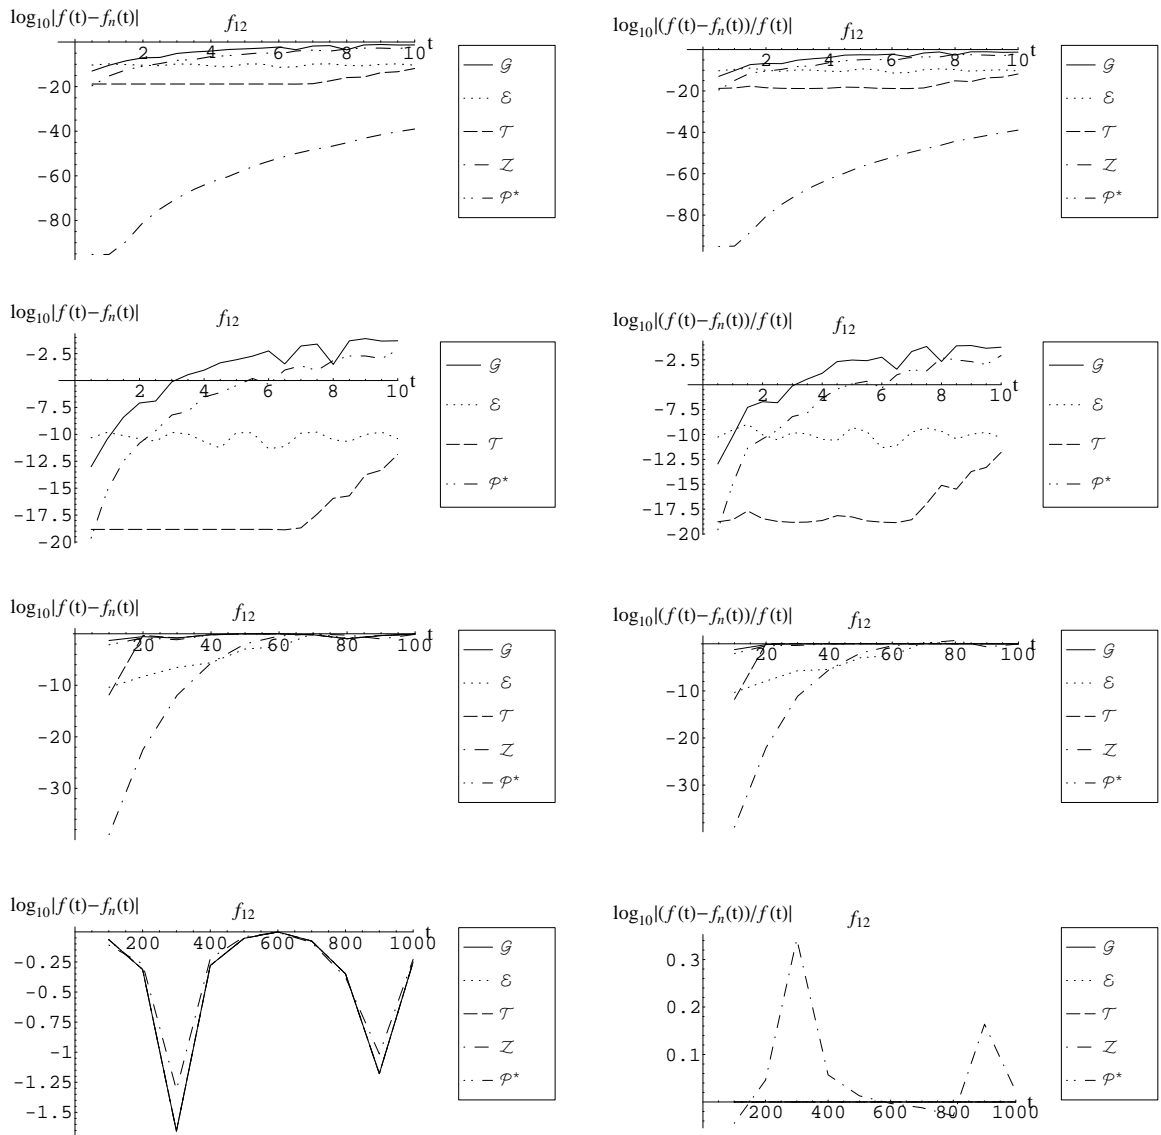 log10|f(t)−fn(t)|
f12
t
2 4 6 8 10
-20
-40
-60
-80
𝒢
ℰ
𝒯
𝒵
𝒫*
log10|(f(t)−fn(t))/f(t)|
f12
t
2 4 6 8 10
-20
-40
-60
-80
𝒢
ℰ
𝒯
𝒵
𝒫*
log10|f(t)−fn(t)|
f12
t
2 4 6 8 10
-2.5
-7.5
-10
-12.5
-15
-17.5
-20
𝒢
ℰ
𝒯
𝒫*
log10|(f(t)−fn(t))/f(t)|
f12
t
2 4 6 8 10
-2.5
-7.5
-10
-12.5
-15
-17.5
-20
𝒢
ℰ
𝒯
𝒫*
log10|f(t)−fn(t)|
f12
t
20 40 60 80 100
-10
-20
-30
𝒢
ℰ
𝒯
𝒵
𝒫*
log10|(f(t)−fn(t))/f(t)|
f12
t
20 40 60 80 100
-10
-20
-30
𝒢
ℰ
𝒯
𝒵
𝒫*
log10|f(t)−fn(t)|
f12
t
200 400 600 800 1000
-0.25
-0.5
-0.75
-1
-1.25
-1.5
𝒢
ℰ
𝒯
𝒵
𝒫*
log10|(f(t)−fn(t))/f(t)|
f12
0.3
0.2
0.1
t
200 400 600 800 1000
𝒢
ℰ
𝒯
𝒵
𝒫*